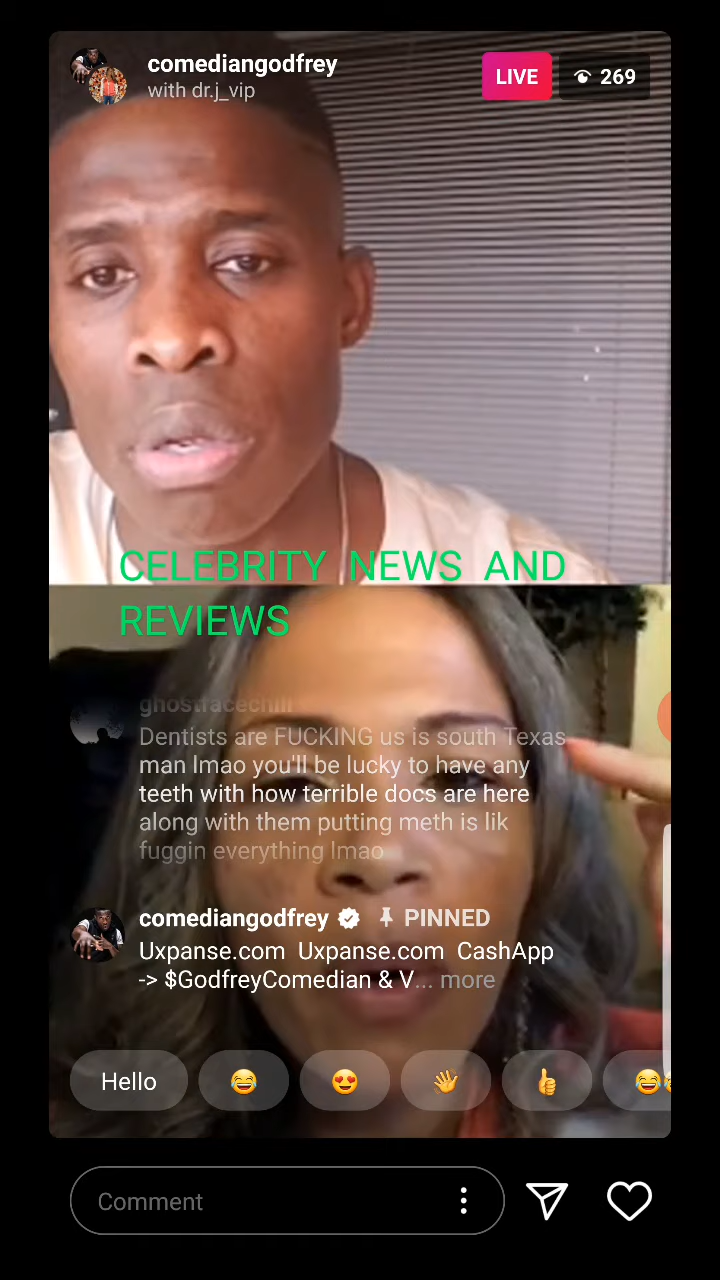 comediangodfrey
with dr.j_vip
LIVE
269
CELEBRITY NEWS AND
REVIEWS
ghostfacechill
Dentists are FUCKING us is south Texas
man lmao you'll be lucky to have any
teeth with how terrible docs are here
along with them putting meth is lik
fuggin everything lmao
comediangodfrey PINNED
Uxpanse.com Uxpanse.com CashApp
-> $GodfreyComedian & V... more
Hello
Comment